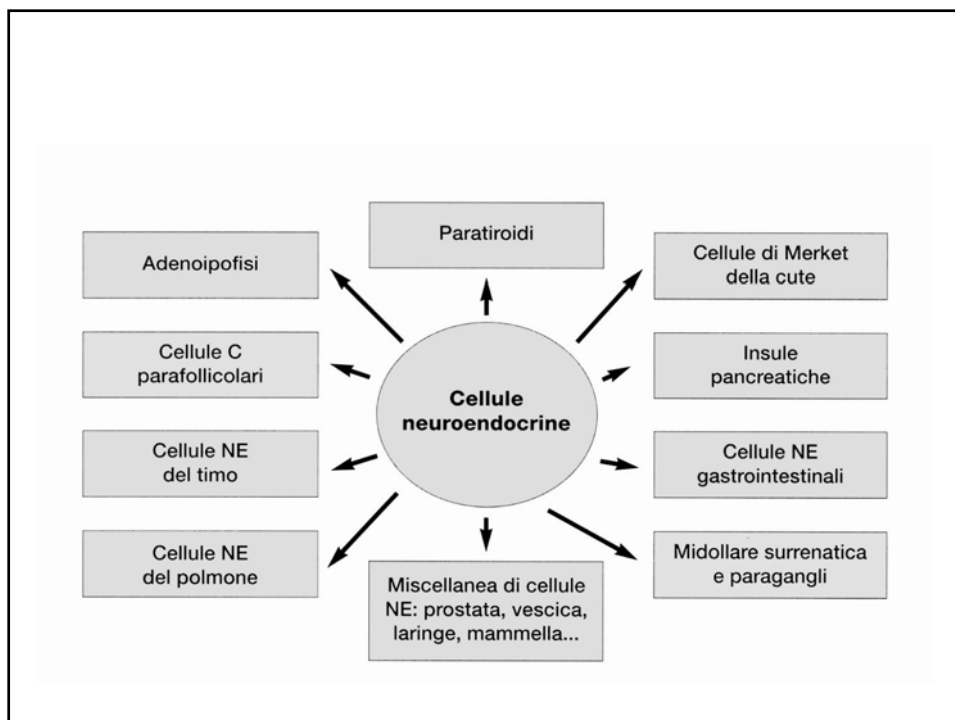 Paratiroidi
Adenoipofisi
Cellule di Merket
della cute
Cellule C
parafollicolari
Insule
pancreatiche
Cellule
neuroendocrine
Cellule NE
del timo
Cellule NE
gastrointestinali
Cellule NE
del polmone
Midollare surrenatica
e paragangli
Miscellanea di cellule
NE: prostata, vescica,
laringe, mammella...